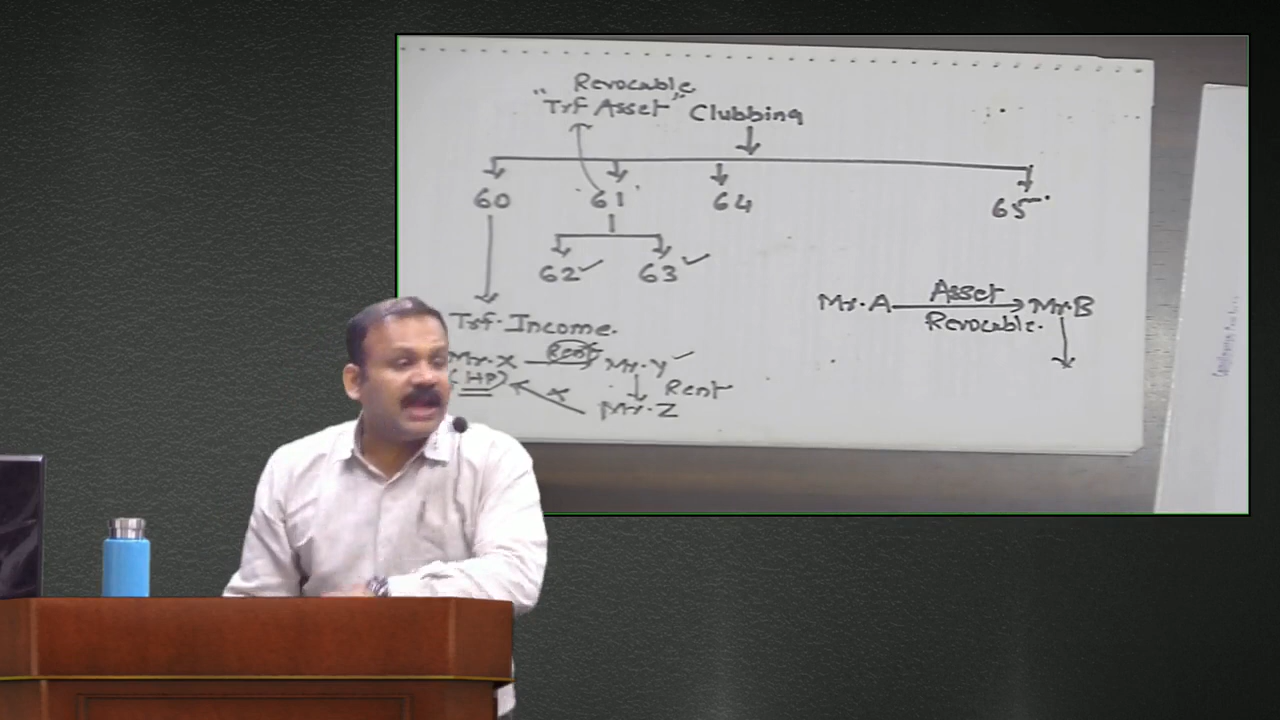 Revocable
"Trf Asset" Clubbing
60 61 64 65
62 ✓ 63 ✓
Trf. Income.
Mr. X Rent Mr. Y ✓
(HP) × Rent
Mr. Z
Asset
Mr. A Mr. B
Revocable.